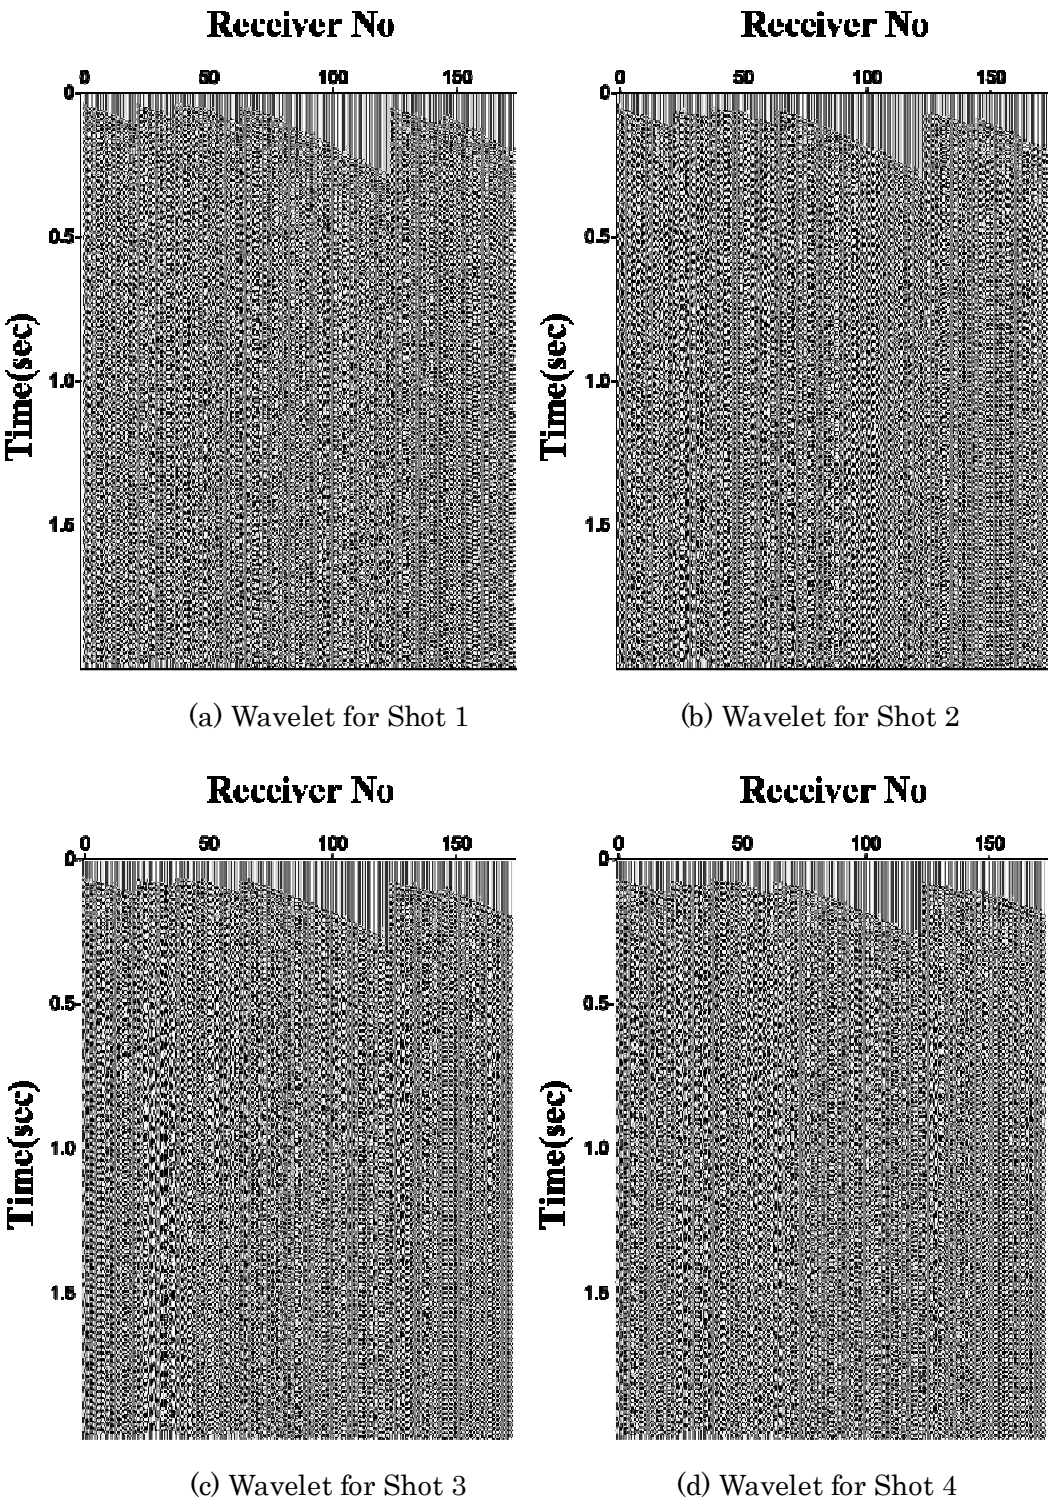 Receiver No
0 50 100 150
0
0.5
1.0
1.5
Time(sec)
(a) Wavelet for Shot 1
Receiver No
0 50 100 150
0
0.5
1.0
1.5
Time(sec)
(b) Wavelet for Shot 2
Receiver No
0 50 100 150
0
0.5
1.0
1.5
Time(sec)
(c) Wavelet for Shot 3
Receiver No
0 50 100 150
0
0.5
1.0
1.5
Time(sec)
(d) Wavelet for Shot 4